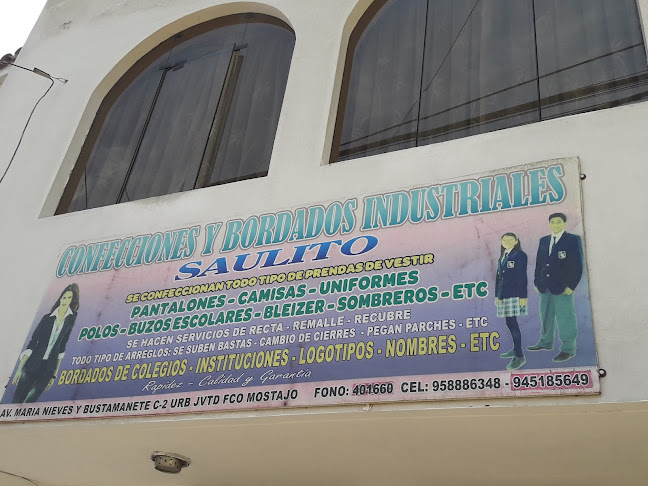 CONFECCIONES Y BORDADOS INDUSTRIALES
SAULITO
SE CONFECCIONAN TODO TIPO DE PRENDAS DE VESTIR
PANTALONES - CAMISAS - UNIFORMES
POLOS - BUZOS ESCOLARES - BLEIZER - SOMBREROS - ETC
SE HACEN SERVICIOS DE RECTA - REMALLE - RECUBRE
TODO TIPO DE ARREGLOS: SE SUBEN BASTAS - CAMBIO DE CIERRES - PEGAN PARCHES - ETC
BORDADOS DE COLEGIOS - INSTITUCIONES - LOGOTIPOS - NOMBRES - ETC
Rapidez - Calidad y Garantía
AV. MARIA NIEVES Y BUSTAMANETE C-2 URB JVTD FCO MOSTAJO FONO: 401660 CEL: 958886348 - 945185649